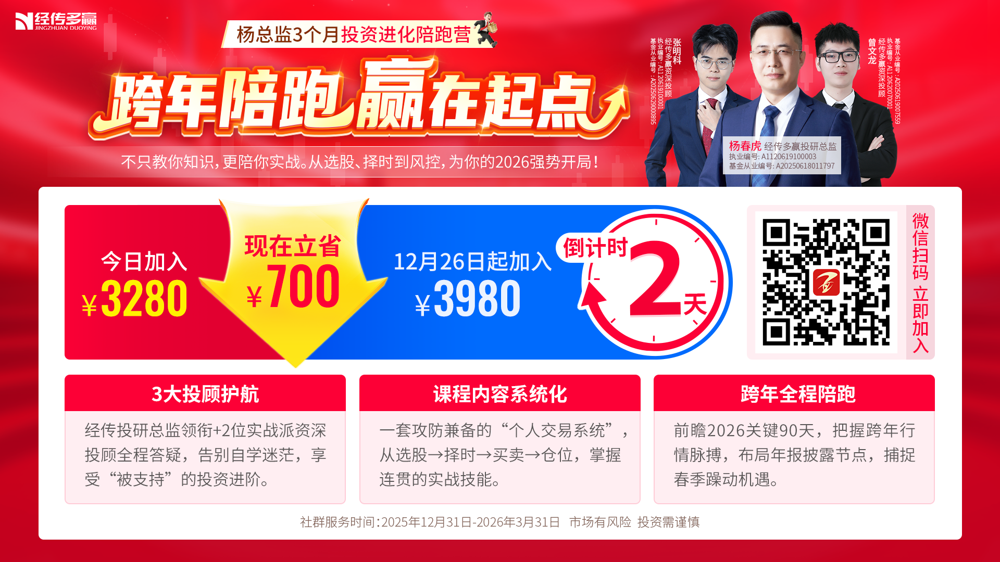 经传多赢
JINGZHUAN DUOYING
杨总监3个月投资进化陪跑营
跨年陪跑 赢在起点
不只教你知识，更陪你实战。从选股、择时到风控，为你的2026强势开局！
张明科
经传多赢资深投顾
执业编号：A1120619100001
基金从业编号：A20250629000895
曾文龙
经传多赢资深投顾
执业编号：A1120620070001
基金从业编号：A20250619007559
杨春虎 经传多赢投研总监
执业编号: A1120619100003
基金从业编号: A20250618011797
今日加入
¥3280
现在立省
¥700
12月26日起加入
¥3980
倒计时
2天
微信扫码 立即加入
3大投顾护航
经传投研总监领衔+2位实战派资深
投顾全程答疑，告别自学迷茫，享
受“被支持”的投资进阶。
课程内容系统化
一套攻防兼备的“个人交易系统”，
从选股→择时→买卖→仓位，掌握
连贯的实战技能。
跨年全程陪跑
前瞻2026关键90天，把握跨年行
情脉搏，布局年报披露节点，捕捉
春季躁动机遇。
社群服务时间：2025年12月31日-2026年3月31日 市场有风险 投资需谨慎